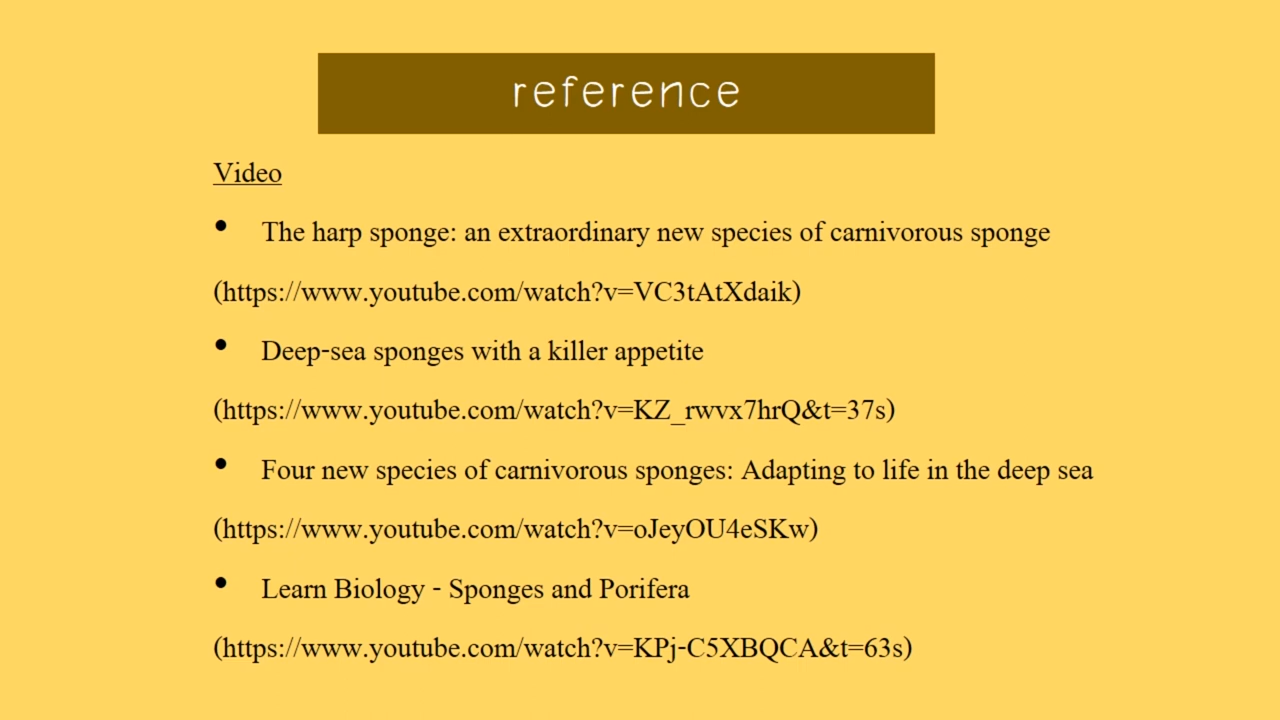 reference
Video
• The harp sponge: an extraordinary new species of carnivorous sponge
(https://www.youtube.com/watch?v=VC3tAtXdaik)
• Deep-sea sponges with a killer appetite
(https://www.youtube.com/watch?v=KZ_rwvx7hrQ&t=37s)
• Four new species of carnivorous sponges: Adapting to life in the deep sea
(https://www.youtube.com/watch?v=oJeyOU4eSKw)
• Learn Biology - Sponges and Porifera
(https://www.youtube.com/watch?v=KPj-C5XBQCA&t=63s)